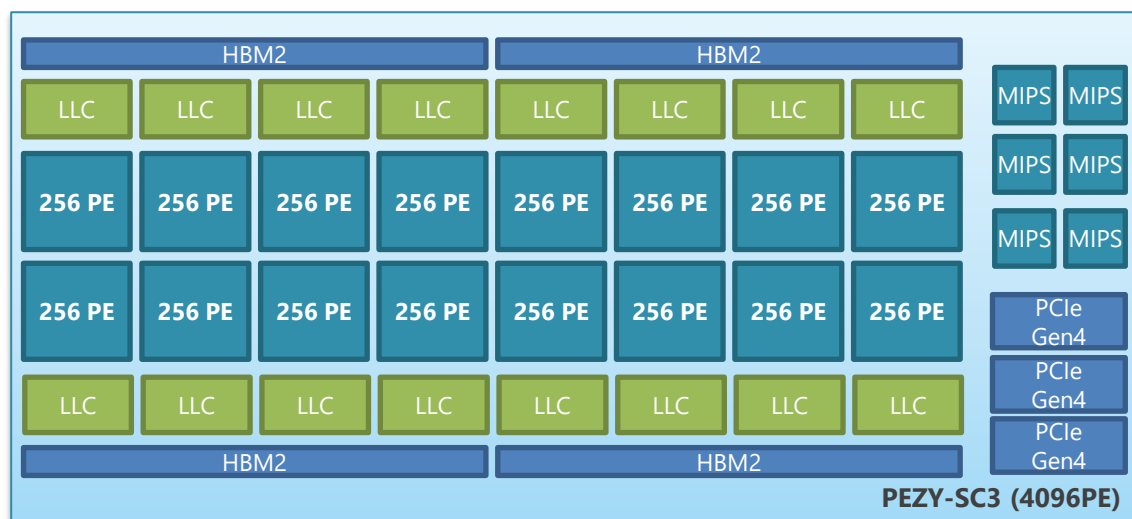 HBM2 HBM2
LLC LLC LLC LLC LLC LLC LLC LLC
256 PE 256 PE 256 PE 256 PE 256 PE 256 PE 256 PE 256 PE
256 PE 256 PE 256 PE 256 PE 256 PE 256 PE 256 PE 256 PE
LLC LLC LLC LLC LLC LLC LLC LLC
HBM2 HBM2
MIPS MIPS
MIPS MIPS
MIPS MIPS
PCIe
Gen4
PCIe
Gen4
PCIe
Gen4
PEZY-SC3 (4096PE)